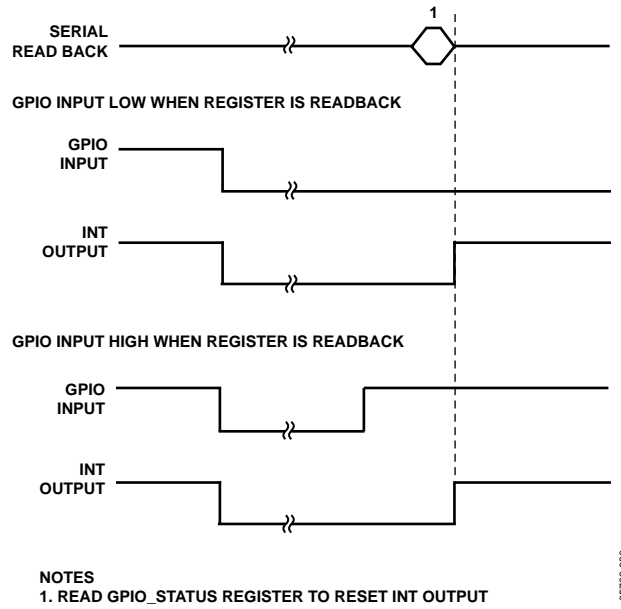 1
SERIAL
READ BACK
GPIO INPUT LOW WHEN REGISTER IS READBACK
GPIO
INPUT
INT
OUTPUT
GPIO INPUT HIGH WHEN REGISTER IS READBACK
GPIO
INPUT
INT
OUTPUT
NOTES
1. READ GPIO_STATUS REGISTER TO RESET INT OUTPUT